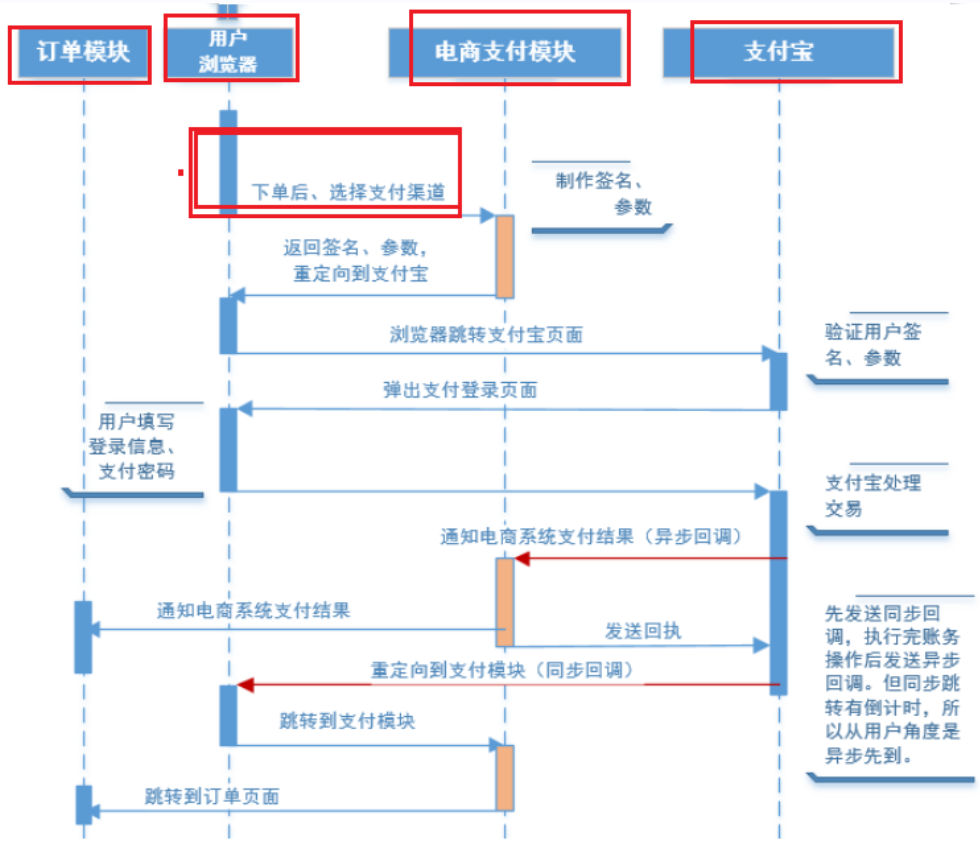 订单模块
用户
浏览器
电商支付模块
支付宝
下单后、选择支付渠道
制作签名、
参数
返回签名、参数,
重定向到支付宝
浏览器跳转支付宝页面
验证用户签
名、参数
弹出支付登录页面
用户填写
登录信息、
支付密码
支付宝处理
交易
通知电商系统支付结果（异步回调）
通知电商系统支付结果
发送回执
先发送同步回
调，执行完账务
操作后发送异步
回调。但同步跳
转有倒计时，所
以从用户角度是
异步先到。
重定向到支付模块（同步回调）
跳转到支付模块
跳转到订单页面